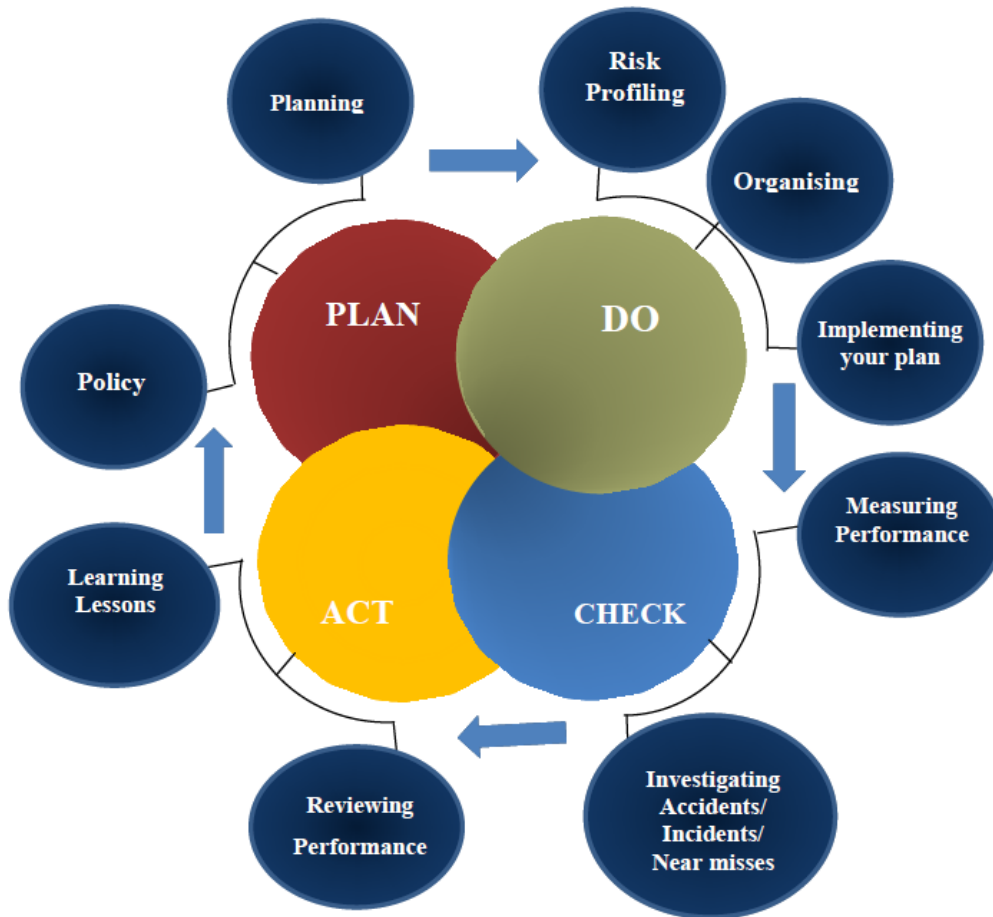 Planning
Risk
Profiling
Organising
PLAN
DO
Implementing
your plan
Policy
Measuring
Performance
Learning
Lessons
ACT
CHECK
Reviewing
Performance
Investigating
Accidents/
Incidents/
Near misses